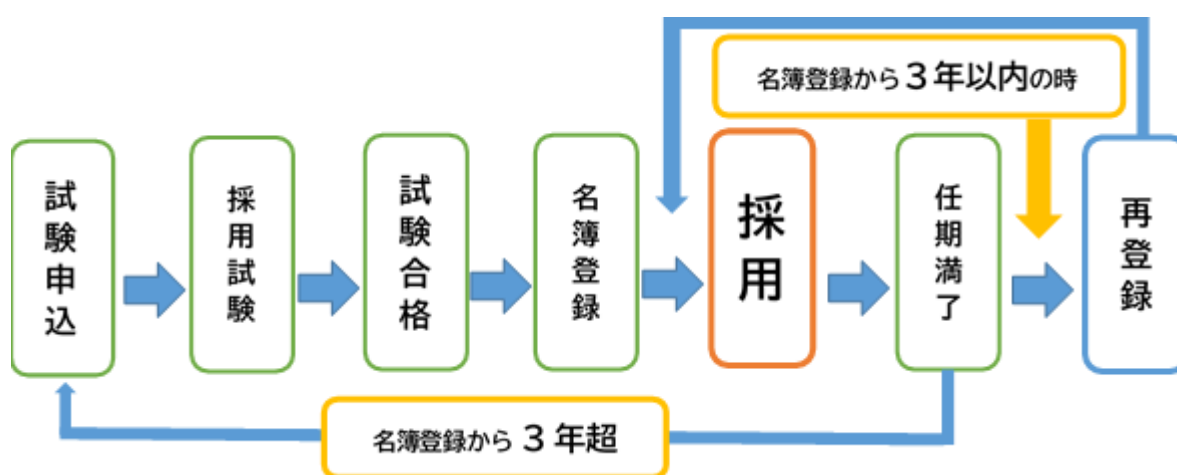 名簿登録から3年以内の時
試験申込
採用試験
試験合格
名簿登録
採用
任期満了
再登録
名簿登録から3年超